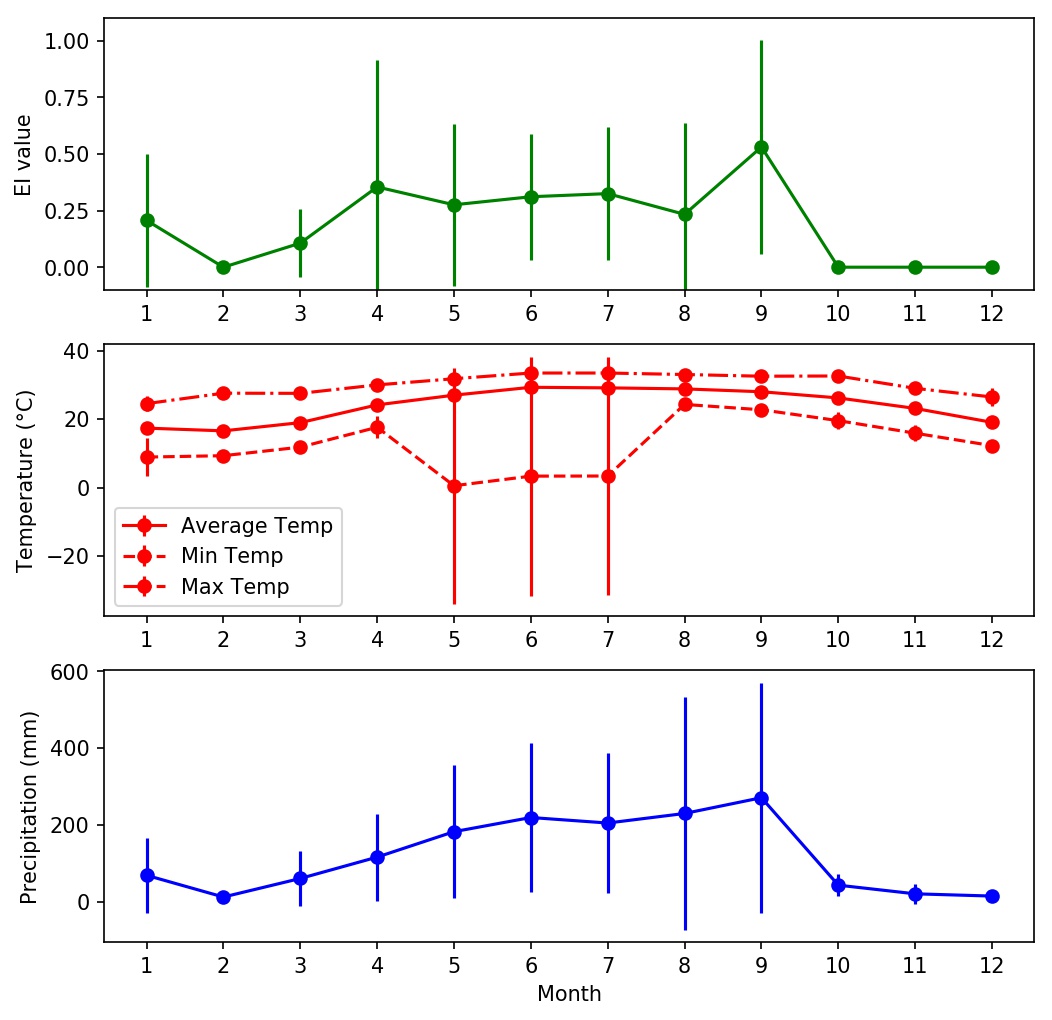 EI value
1.00
0.75
0.50
0.25
0.00
1 2 3 4 5 6 7 8 9 10 11 12
Temperature (°C)
40
20
0
−20
Average Temp
Min Temp
Max Temp
1 2 3 4 5 6 7 8 9 10 11 12
Precipitation (mm)
600
400
200
0
1 2 3 4 5 6 7 8 9 10 11 12
Month